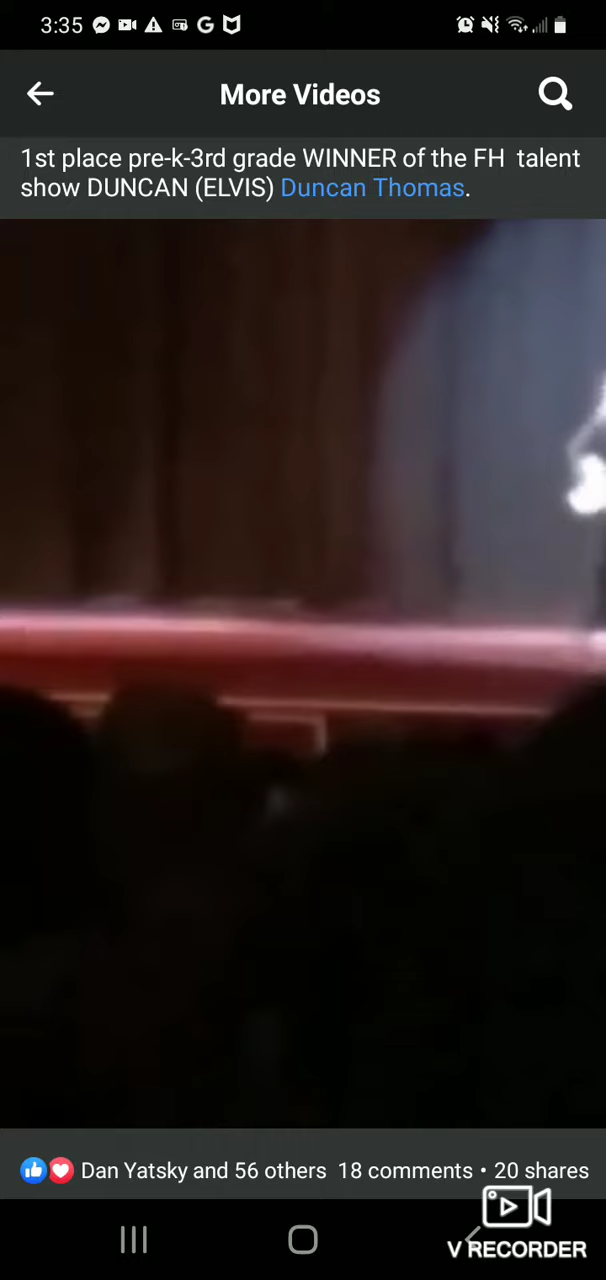 3:35
More Videos
1st place pre-k-3rd grade WINNER of the FH talent
show DUNCAN (ELVIS) Duncan Thomas.
Dan Yatsky and 56 others 18 comments • 20 shares
V RECORDER